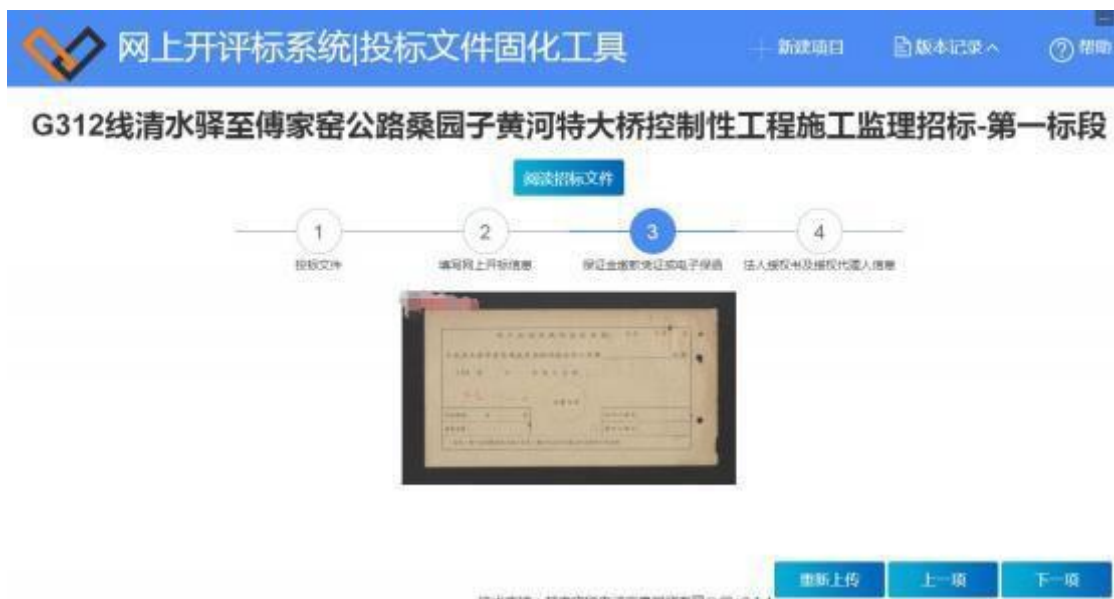 网上开评标系统|投标文件固化工具
新建项目
版本记录
帮助
G312线清水驿至傅家窑公路桑园子黄河特大桥控制性工程施工监理招标-第一标段
阅读招标文件
1
2
3
4
投标文件
填写网上开标信息
保证金缴款凭证或电子保函
法人授权书及授权代理人信息
重新上传
上一项
下一项